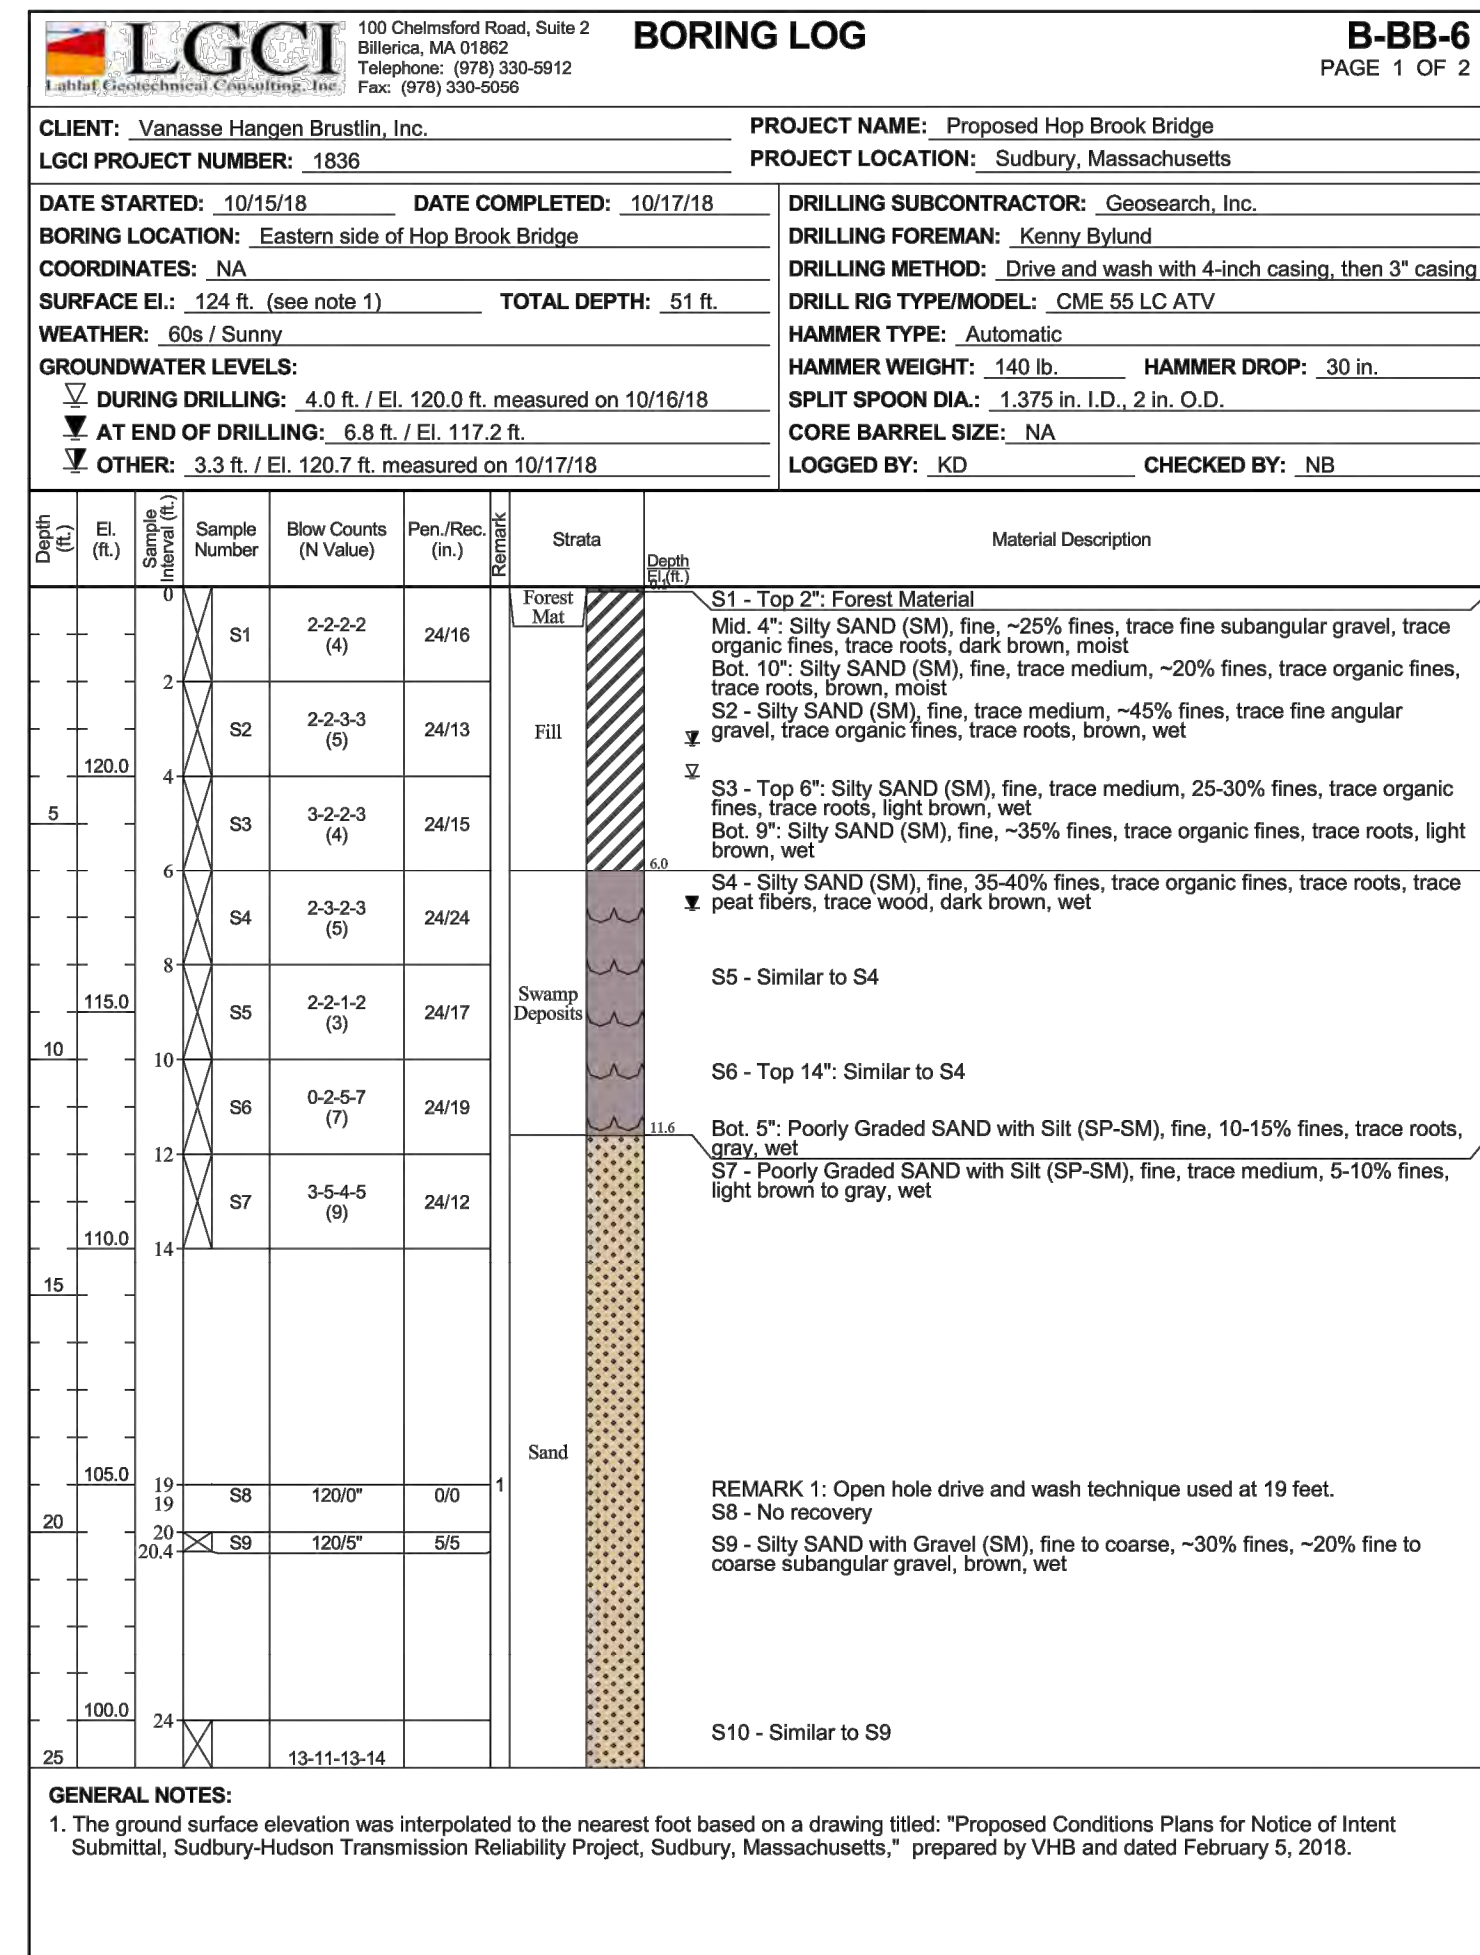 LGCI
Lahlaf Geotechnical Consulting, Inc.
100 Chelmsford Road, Suite 2
Billerica, MA 01862
Telephone: (978) 330-5912
Fax: (978) 330-5056
BORING LOG
B-BB-6
PAGE 1 OF 2
CLIENT: Vanasse Hangen Brustlin, Inc.
PROJECT NAME: Proposed Hop Brook Bridge
LGCI PROJECT NUMBER: 1836
PROJECT LOCATION: Sudbury, Massachusetts
DATE STARTED: 10/15/18 DATE COMPLETED: 10/17/18
BORING LOCATION: Eastern side of Hop Brook Bridge
COORDINATES: NA
SURFACE El.: 124 ft. (see note 1) TOTAL DEPTH: 51 ft.
WEATHER: 60s / Sunny
GROUNDWATER LEVELS:
DURING DRILLING: 4.0 ft. / El. 120.0 ft. measured on 10/16/18
AT END OF DRILLING: 6.8 ft. / El. 117.2 ft.
OTHER: 3.3 ft. / El. 120.7 ft. measured on 10/17/18
DRILLING SUBCONTRACTOR: Geosearch, Inc.
DRILLING FOREMAN: Kenny Bylund
DRILLING METHOD: Drive and wash with 4-inch casing, then 3" casing
DRILL RIG TYPE/MODEL: CME 55 LC ATV
HAMMER TYPE: Automatic
HAMMER WEIGHT: 140 lb. HAMMER DROP: 30 in.
SPLIT SPOON DIA.: 1.375 in. I.D., 2 in. O.D.
CORE BARREL SIZE: NA
LOGGED BY: KD CHECKED BY: NB
Depth (ft.)
El. (ft.)
Sample Interval (ft.)
Sample Number
Blow Counts (N Value)
Pen./Rec. (in.)
Remark
Strata
Depth
El.(ft.)
Material Description
0
Forest
Mat
0.1
S1 - Top 2": Forest Material
S1
2-2-2-2
(4)
24/16
Mid. 4": Silty SAND (SM), fine, ~25% fines, trace fine subangular gravel, trace
organic fines, trace roots, dark brown, moist
Bot. 10": Silty SAND (SM), fine, trace medium, ~20% fines, trace organic fines,
trace roots, brown, moist
2
S2
2-2-3-3
(5)
24/13
Fill
S2 - Silty SAND (SM), fine, trace medium, ~45% fines, trace fine angular
gravel, trace organic fines, trace roots, brown, wet
120.0
4
5
S3
3-2-2-3
(4)
24/15
S3 - Top 6": Silty SAND (SM), fine, trace medium, 25-30% fines, trace organic
fines, trace roots, light brown, wet
Bot. 9": Silty SAND (SM), fine, ~35% fines, trace organic fines, trace roots, light
brown, wet
6
6.0
S4
2-3-2-3
(5)
24/24
S4 - Silty SAND (SM), fine, 35-40% fines, trace organic fines, trace roots, trace
peat fibers, trace wood, dark brown, wet
8
115.0
S5
2-2-1-2
(3)
24/17
Swamp
Deposits
S5 - Similar to S4
10
10
S6
0-2-5-7
(7)
24/19
S6 - Top 14": Similar to S4
11.6
Bot. 5": Poorly Graded SAND with Silt (SP-SM), fine, 10-15% fines, trace roots,
gray, wet
12
S7
3-5-4-5
(9)
24/12
S7 - Poorly Graded SAND with Silt (SP-SM), fine, trace medium, 5-10% fines,
light brown to gray, wet
110.0
14
15
Sand
105.0
19
19
S8
120/0"
0/0
1
REMARK 1: Open hole drive and wash technique used at 19 feet.
S8 - No recovery
20
20
20.4
S9
120/5"
5/5
S9 - Silty SAND with Gravel (SM), fine to coarse, ~30% fines, ~20% fine to
coarse subangular gravel, brown, wet
100.0
24
S10 - Similar to S9
25
13-11-13-14
GENERAL NOTES:
1. The ground surface elevation was interpolated to the nearest foot based on a drawing titled: "Proposed Conditions Plans for Notice of Intent
Submittal, Sudbury-Hudson Transmission Reliability Project, Sudbury, Massachusetts," prepared by VHB and dated February 5, 2018.